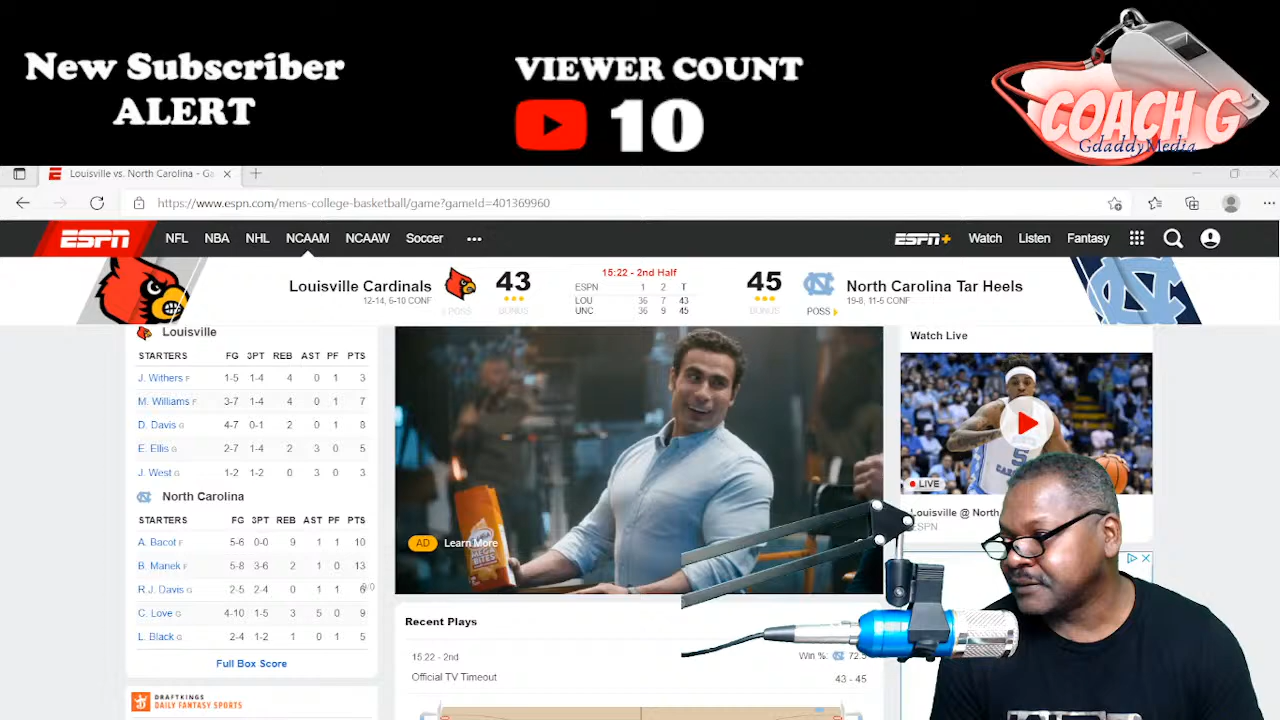 New Subscriber
ALERT
VIEWER COUNT
10
COACH G
GdaddyMedia
Louisville vs. North Carolina - Ga
https://www.espn.com/mens-college-basketball/game?gameId=401369960
ESPN NFL NBA NHL NCAAM NCAAW Soccer ••• ESPN+ Watch Listen Fantasy
Louisville Cardinals 43
12-14, 6-10 CONF
POSS BONUS
15:22 - 2nd Half
ESPN 1 2 T
LOU 36 7 43
UNC 36 9 45
45 North Carolina Tar Heels
19-8, 11-5 CONF
BONUS POSS
Louisville
STARTERS FG 3PT REB AST PF PTS
J. Withers F 1-5 1-4 4 0 1 3
M. Williams F 3-7 1-4 4 0 1 7
D. Davis G 4-7 0-1 2 0 1 8
E. Ellis G 2-7 1-4 2 3 0 5
J. West G 1-2 1-2 0 3 0 3
North Carolina
STARTERS FG 3PT REB AST PF PTS
A. Bacot F 5-6 0-0 9 1 1 10
B. Manek F 5-8 3-6 2 1 0 13
R.J. Davis G 2-5 2-4 0 1 1 6
C. Love G 4-10 1-5 3 5 0 9
L. Black G 2-4 1-2 1 0 1 5
Full Box Score
DRAFTKINGS
DAILY FANTASY SPORTS
MEGA
BITES
AD Learn More
Recent Plays
15:22 - 2nd Win %: 72.
Official TV Timeout 43 - 45
Watch Live
LIVE
Louisville @ North
ESPN